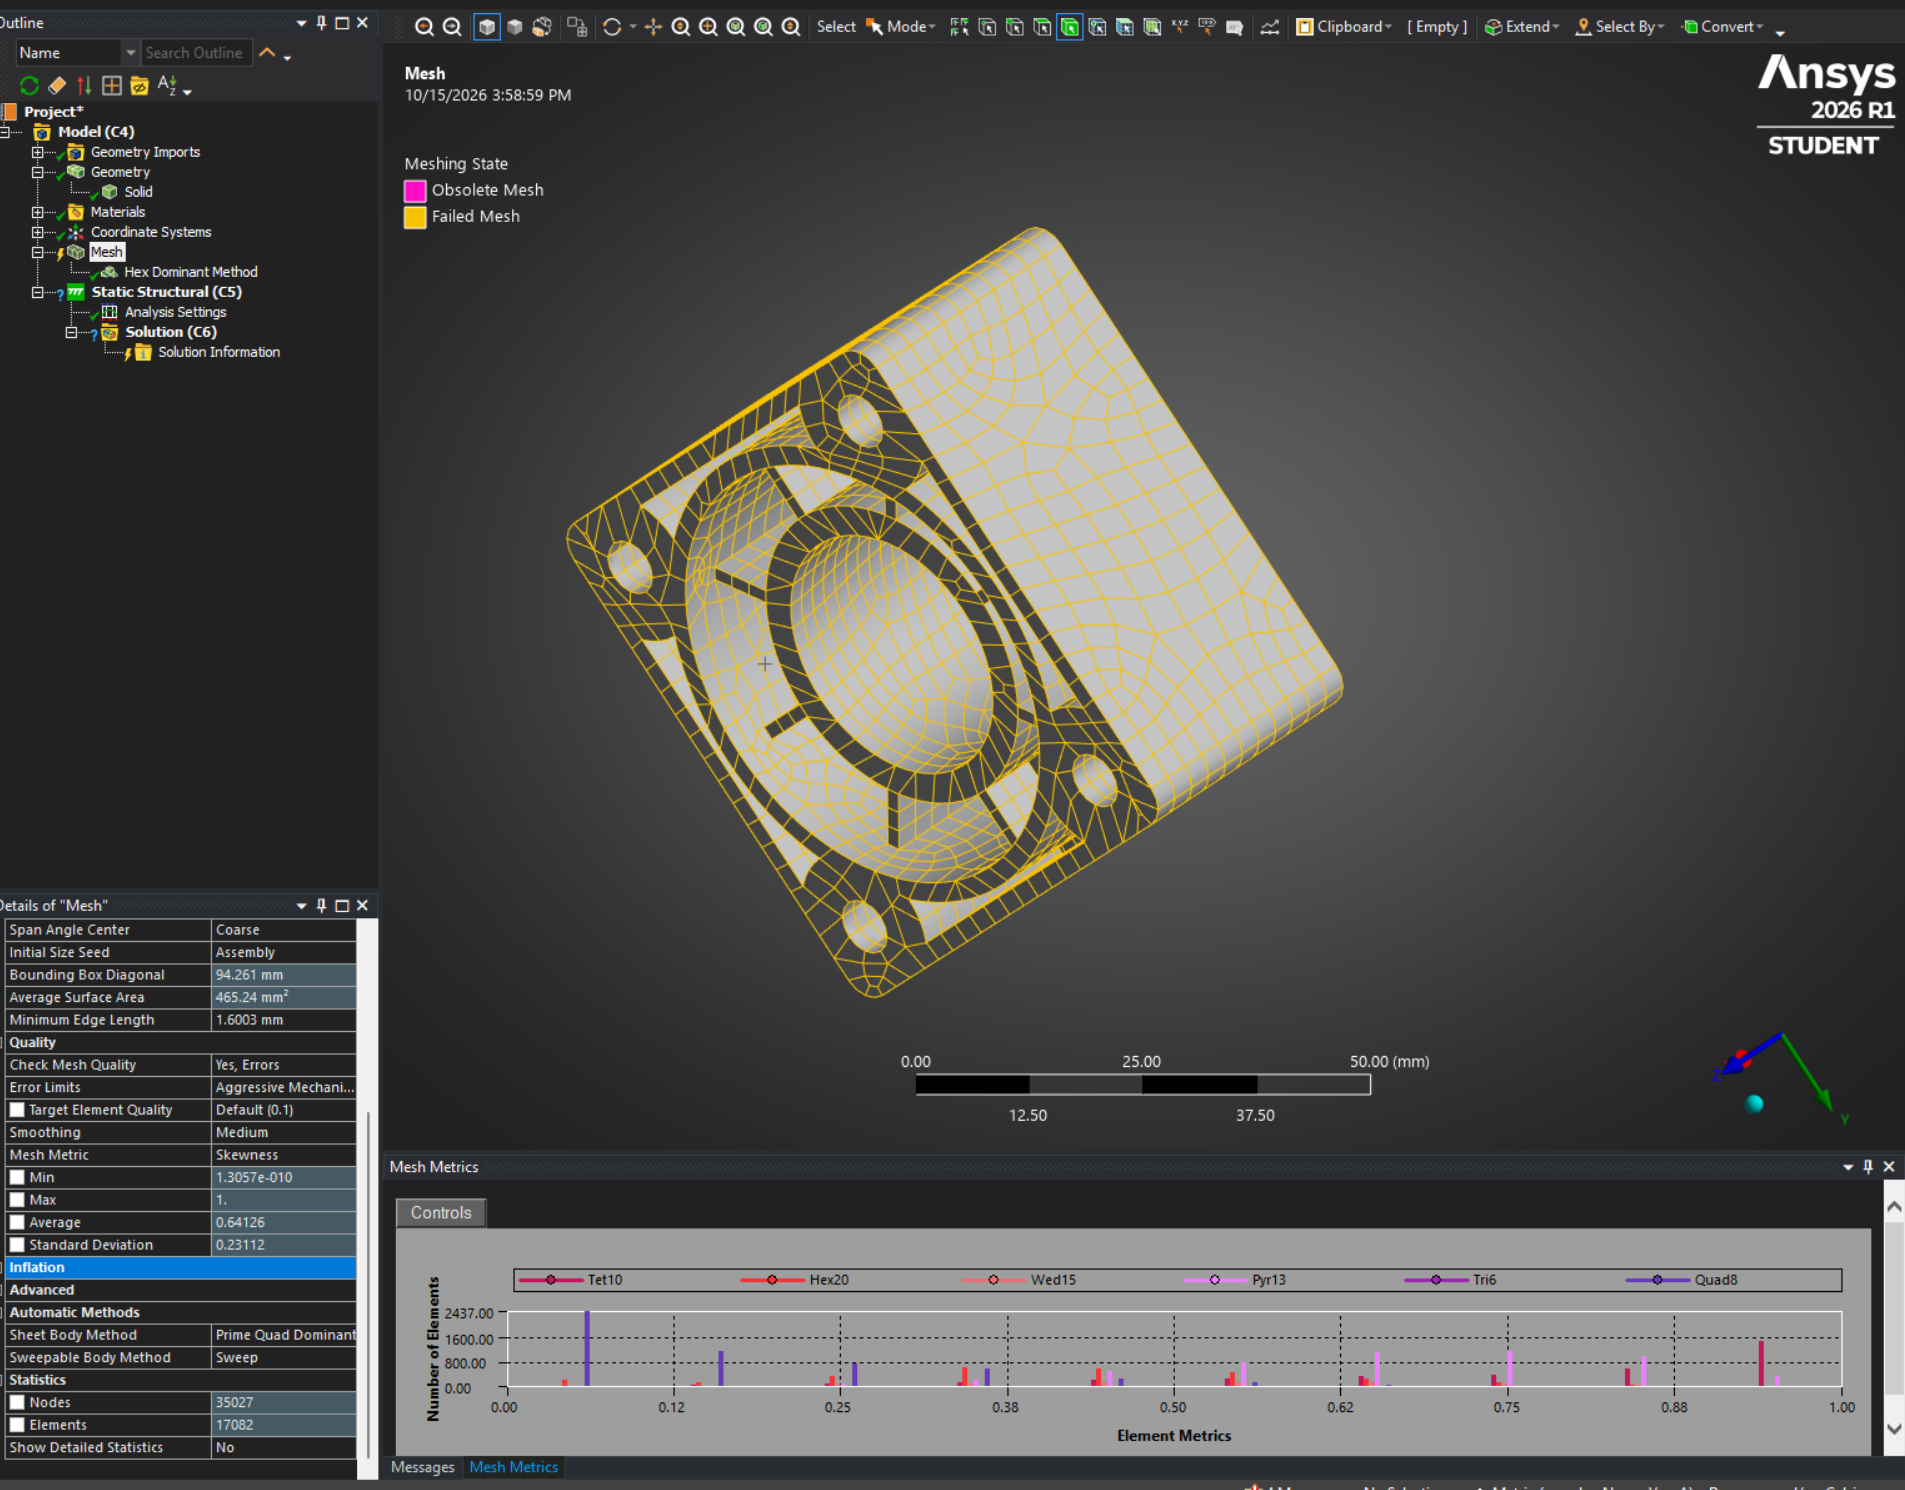 Outline
Name Search Outline
Project*
Model (C4)
Geometry Imports
Geometry
Solid
Materials
Coordinate Systems
Mesh
Hex Dominant Method
Static Structural (C5)
Analysis Settings
Solution (C6)
Solution Information
Select Mode Clipboard [ Empty ] Extend Select By Convert
Mesh
10/15/2026 3:58:59 PM
Meshing State
Obsolete Mesh
Failed Mesh
Ansys
2026 R1
STUDENT
0.00 25.00 50.00 (mm)
12.50 37.50
Z
Y
Details of "Mesh"
Span Angle Center Coarse
Initial Size Seed Assembly
Bounding Box Diagonal 94.261 mm
Average Surface Area 465.24 mm²
Minimum Edge Length 1.6003 mm
Quality
Check Mesh Quality Yes, Errors
Error Limits Aggressive Mechani...
Target Element Quality Default (0.1)
Smoothing Medium
Mesh Metric Skewness
Min 1.3057e-010
Max 1.
Average 0.64126
Standard Deviation 0.23112
Inflation
Advanced
Automatic Methods
Sheet Body Method Prime Quad Dominant
Sweepable Body Method Sweep
Statistics
Nodes 35027
Elements 17082
Show Detailed Statistics No
Mesh Metrics
Controls
Tet10 Hex20 Wed15 Pyr13 Tri6 Quad8
Number of Elements
2437.00
1600.00
800.00
0.00
0.00 0.12 0.25 0.38 0.50 0.62 0.75 0.88 1.00
Element Metrics
Messages Mesh Metrics